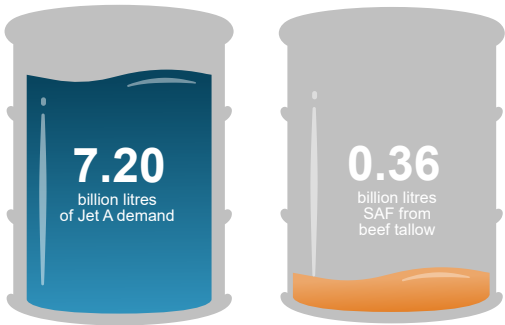 7.20
billion litres
of Jet A demand
0.36
billion litres
SAF from
beef tallow